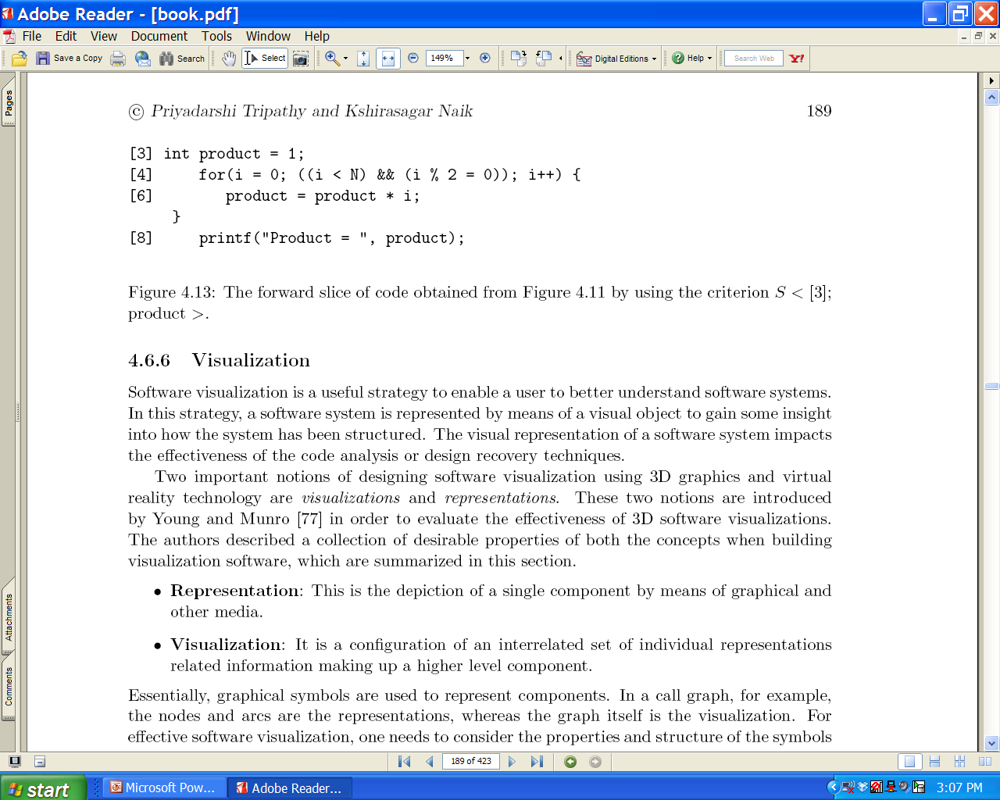 Adobe Reader - [book.pdf]
File Edit View Document Tools Window Help
Save a Copy Search Select 149% Digital Editions Help Search Web Y!
Pages
Attachments
Comments
© Priyadarshi Tripathy and Kshirasagar Naik 189
[3] int product = 1;
[4] for(i = 0; ((i < N) && (i % 2 = 0)); i++) {
[6] product = product * i;
}
[8] printf("Product = ", product);
Figure 4.13: The forward slice of code obtained from Figure 4.11 by using the criterion S < [3];
product >.
4.6.6 Visualization
Software visualization is a useful strategy to enable a user to better understand software systems.
In this strategy, a software system is represented by means of a visual object to gain some insight
into how the system has been structured. The visual representation of a software system impacts
the effectiveness of the code analysis or design recovery techniques.
Two important notions of designing software visualization using 3D graphics and virtual
reality technology are visualizations and representations. These two notions are introduced
by Young and Munro [77] in order to evaluate the effectiveness of 3D software visualizations.
The authors described a collection of desirable properties of both the concepts when building
visualization software, which are summarized in this section.
• Representation: This is the depiction of a single component by means of graphical and
other media.
• Visualization: It is a configuration of an interrelated set of individual representations
related information making up a higher level component.
Essentially, graphical symbols are used to represent components. In a call graph, for example,
the nodes and arcs are the representations, whereas the graph itself is the visualization. For
effective software visualization, one needs to consider the properties and structure of the symbols
189 of 423
start Microsoft Pow... Adobe Reader... 3:07 PM